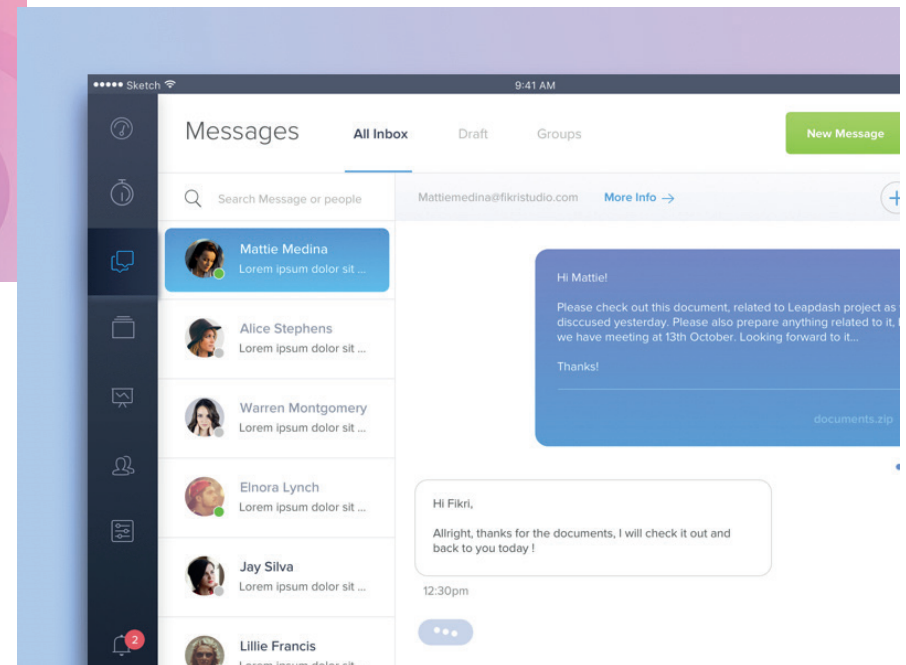 Sketch
9:41 AM
Messages
All Inbox
Draft
Groups
New Message
Search Message or people
Mattiemedina@fikristudio.com
More Info →
Mattie Medina
Lorem ipsum dolor sit ...
Alice Stephens
Lorem ipsum dolor sit ...
Warren Montgomery
Lorem ipsum dolor sit ...
Elnora Lynch
Lorem ipsum dolor sit ...
Jay Silva
Lorem ipsum dolor sit ...
Lillie Francis
Lorem ipsum dolor sit
2
Hi Mattie!
Please check out this document, related to Leapdash project as
disccused yesterday. Please also prepare anything related to it,
we have meeting at 13th October. Looking forward to it...
Thanks!
documents.zip
Hi Fikri,
Allright, thanks for the documents, I will check it out and
back to you today !
12:30pm